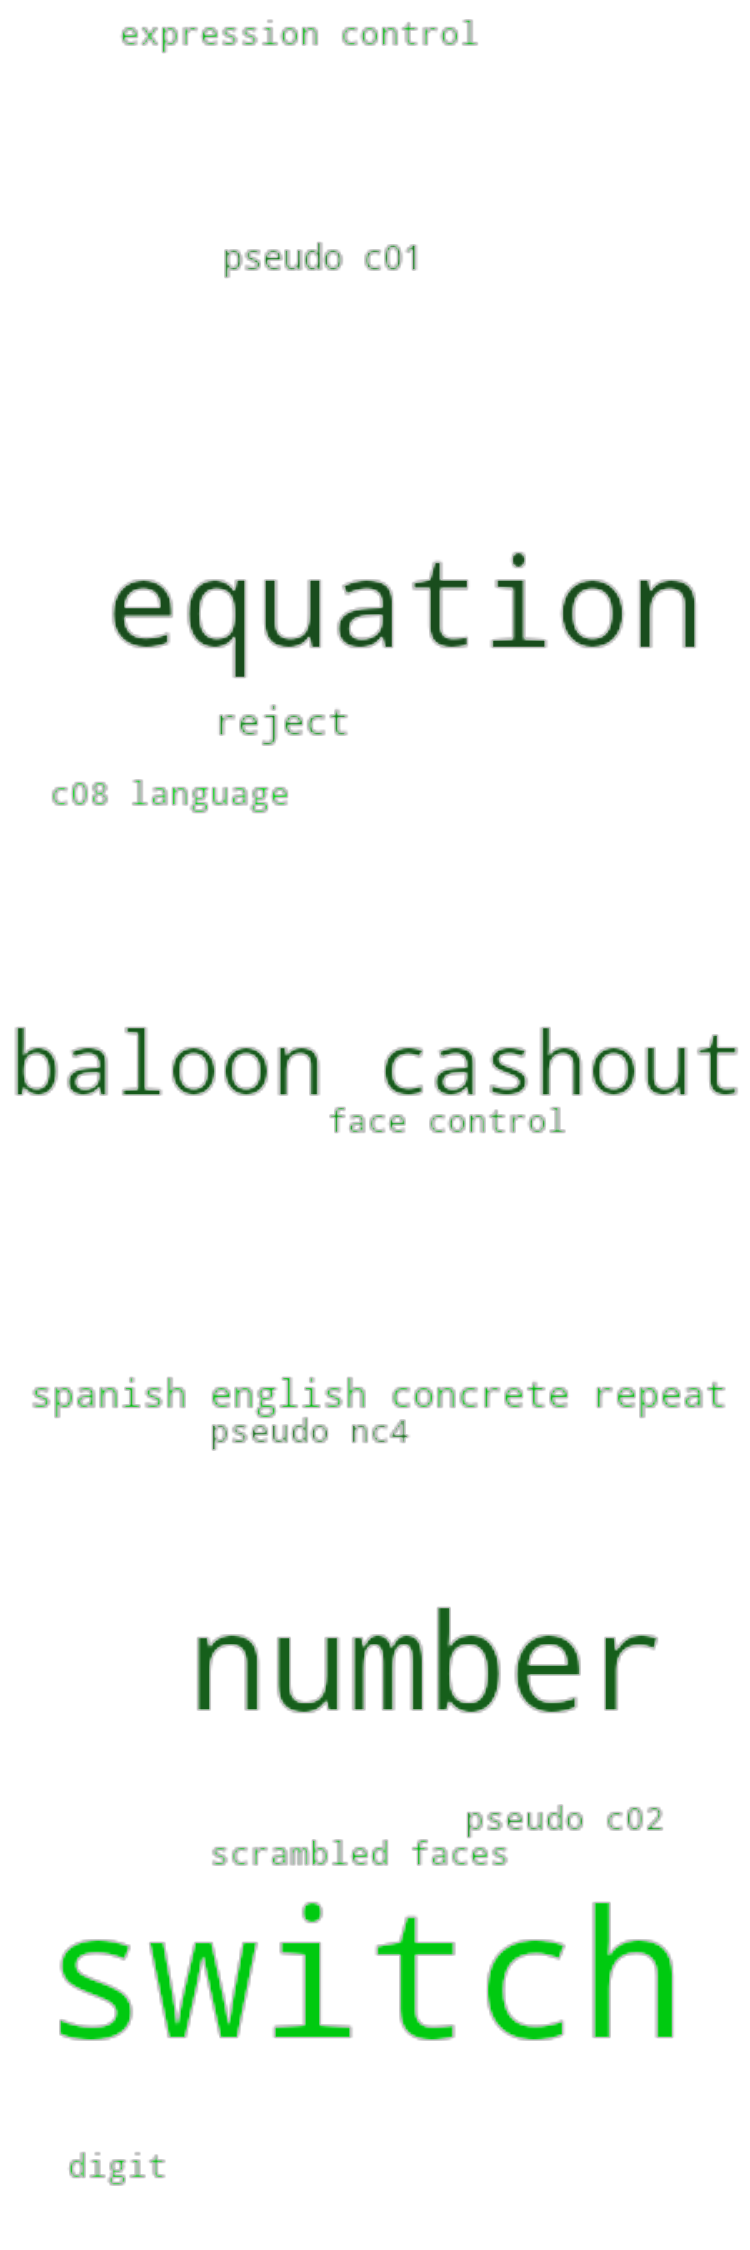 expression control
pseudo c01
equation
reject
c08 language
baloon cashout
face control
spanish english concrete repeat
pseudo nc4
number
pseudo c02
scrambled faces
switch
digit